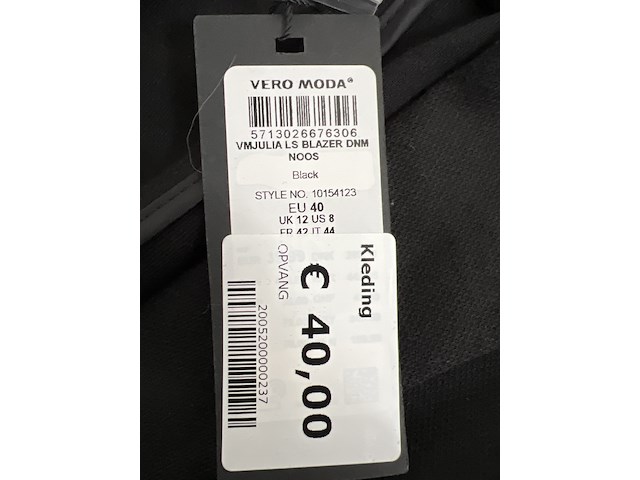 VERO MODA®
5713026676306
VMJULIA LS BLAZER DNM
NOOS
Black
STYLE NO. 10154123
EU 40
UK 12 US 8
FR 42 IT 44
Kleding
€ 40,00
OPVANG
2005200000237